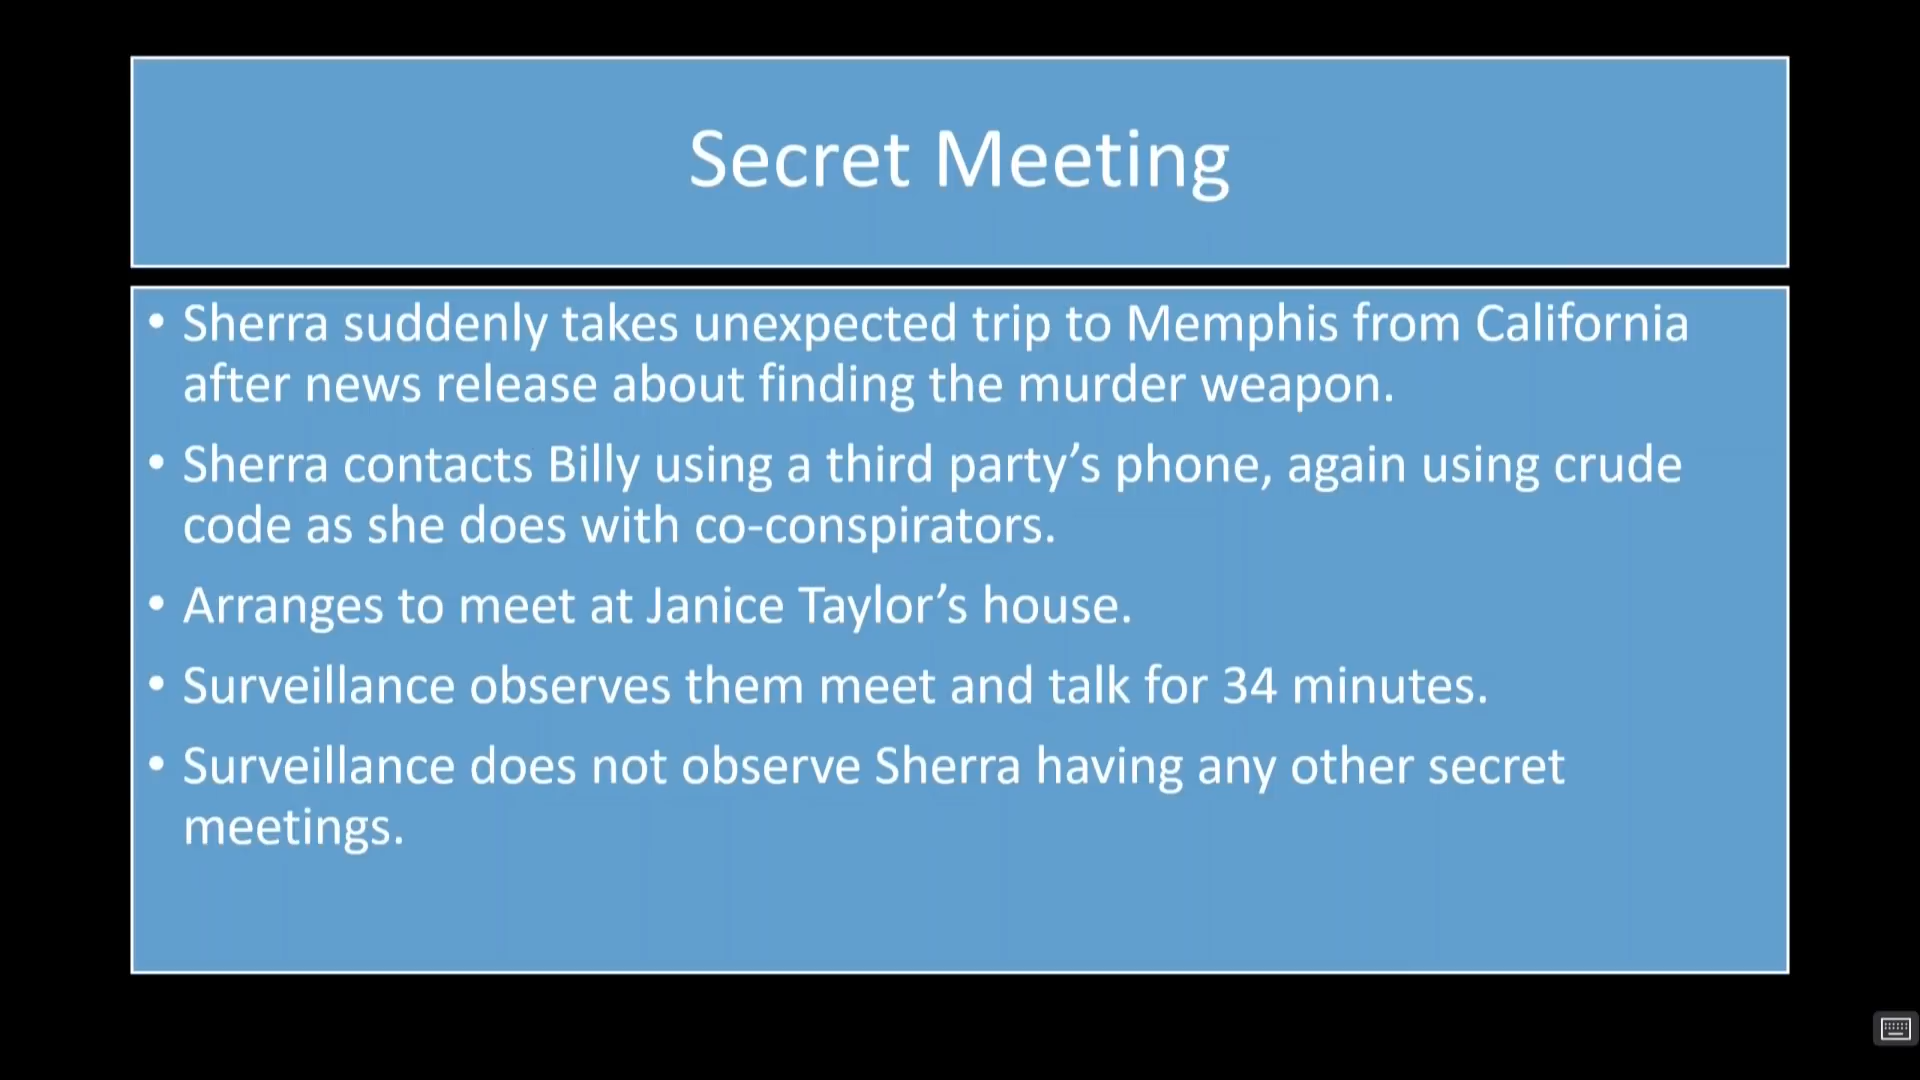 Secret Meeting
• Sherra suddenly takes unexpected trip to Memphis from California
after news release about finding the murder weapon.
• Sherra contacts Billy using a third party’s phone, again using crude
code as she does with co-conspirators.
• Arranges to meet at Janice Taylor’s house.
• Surveillance observes them meet and talk for 34 minutes.
• Surveillance does not observe Sherra having any other secret
meetings.